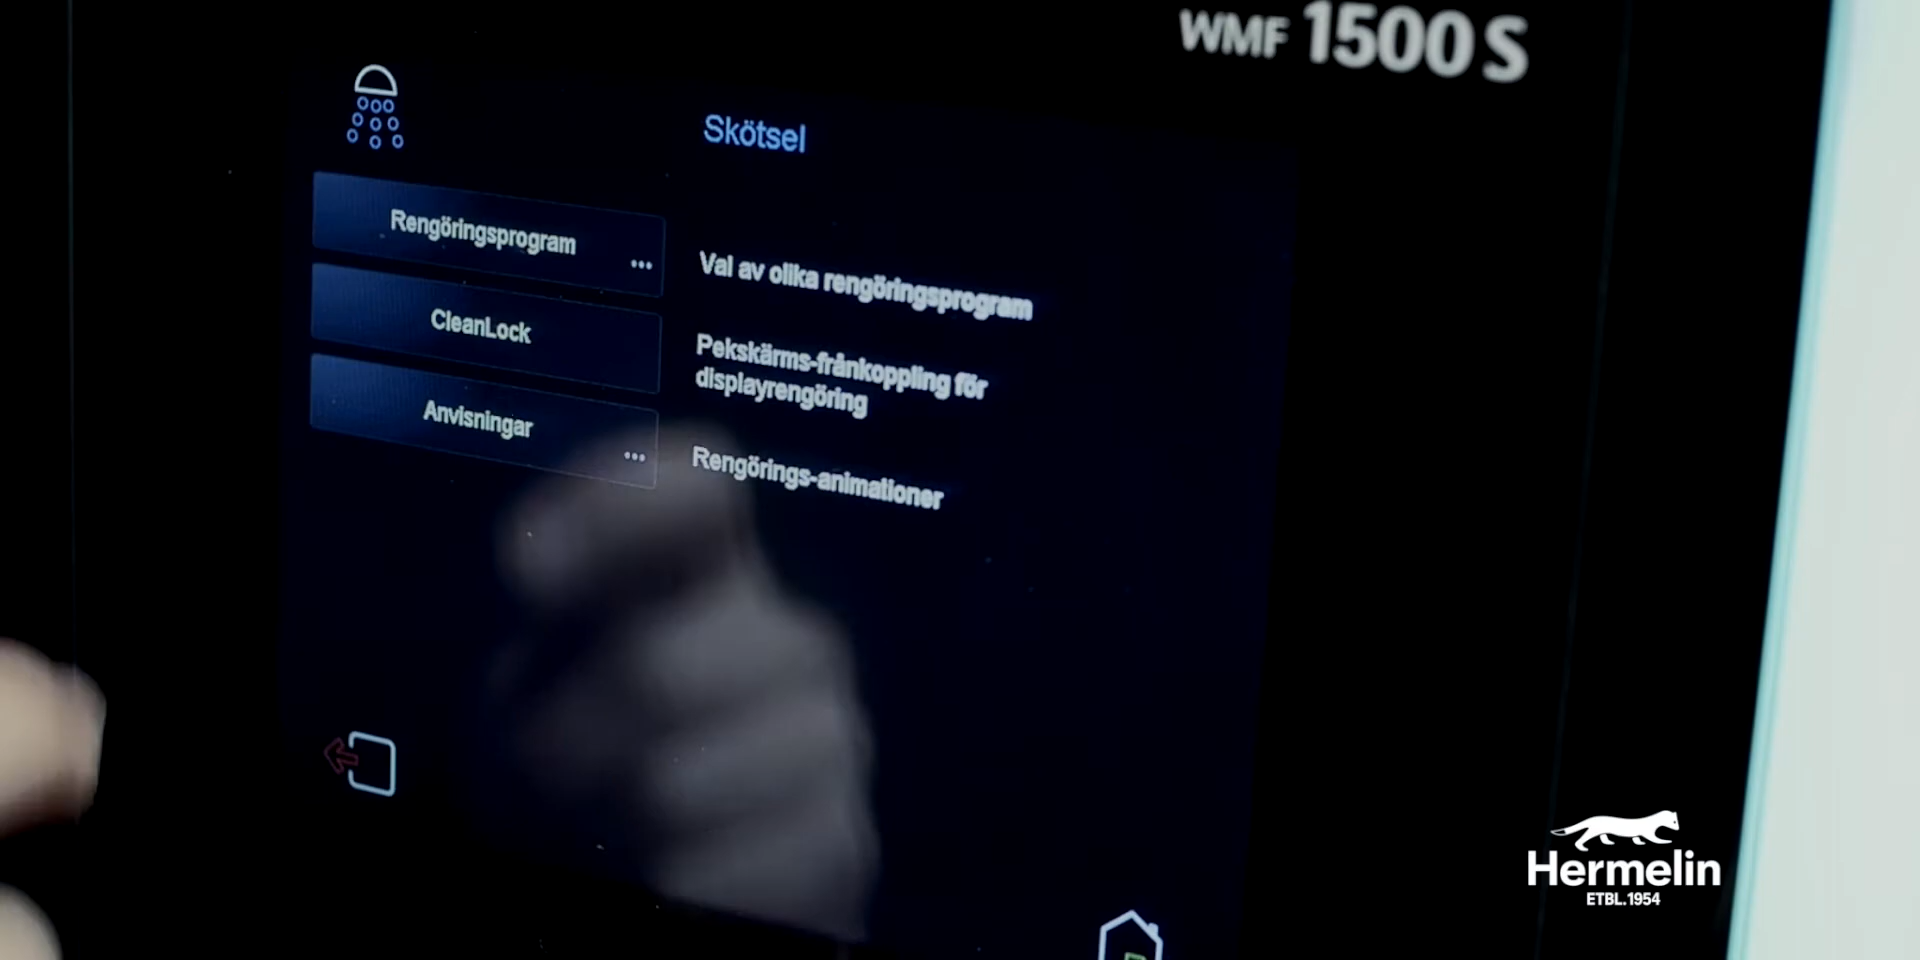 WMF 1500 S
Skötsel
Rengöringsprogram
...
Val av olika rengöringsprogram
CleanLock
Pekskärms-frånkoppling för
displayrengöring
Anvisningar
...
Rengörings-animationer
Hermelin
ETBL.1954